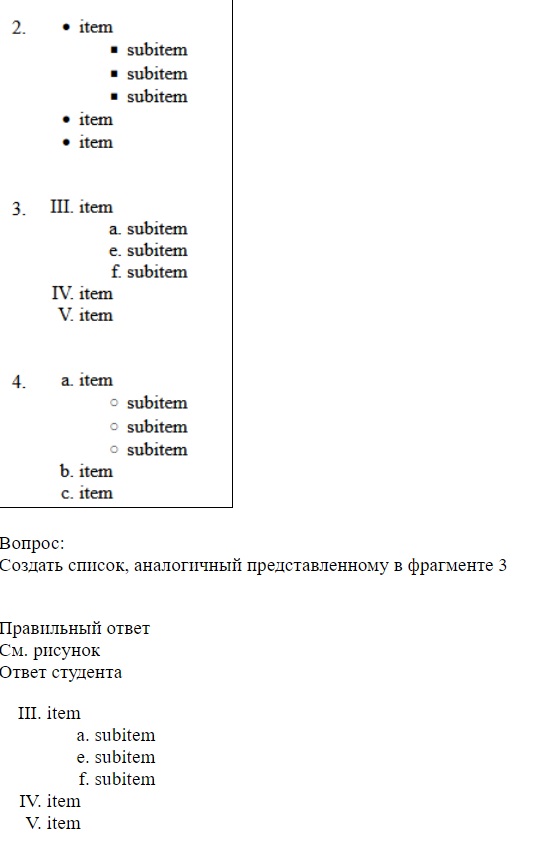 2. • item
▪ subitem
▪ subitem
▪ subitem
• item
• item
3. III. item
a. subitem
e. subitem
f. subitem
IV. item
V. item
4. a. item
○ subitem
○ subitem
○ subitem
b. item
c. item
Вопрос:
Создать список, аналогичный представленному в фрагменте 3
Правильный ответ
См. рисунок
Ответ студента
III. item
a. subitem
e. subitem
f. subitem
IV. item
V. item